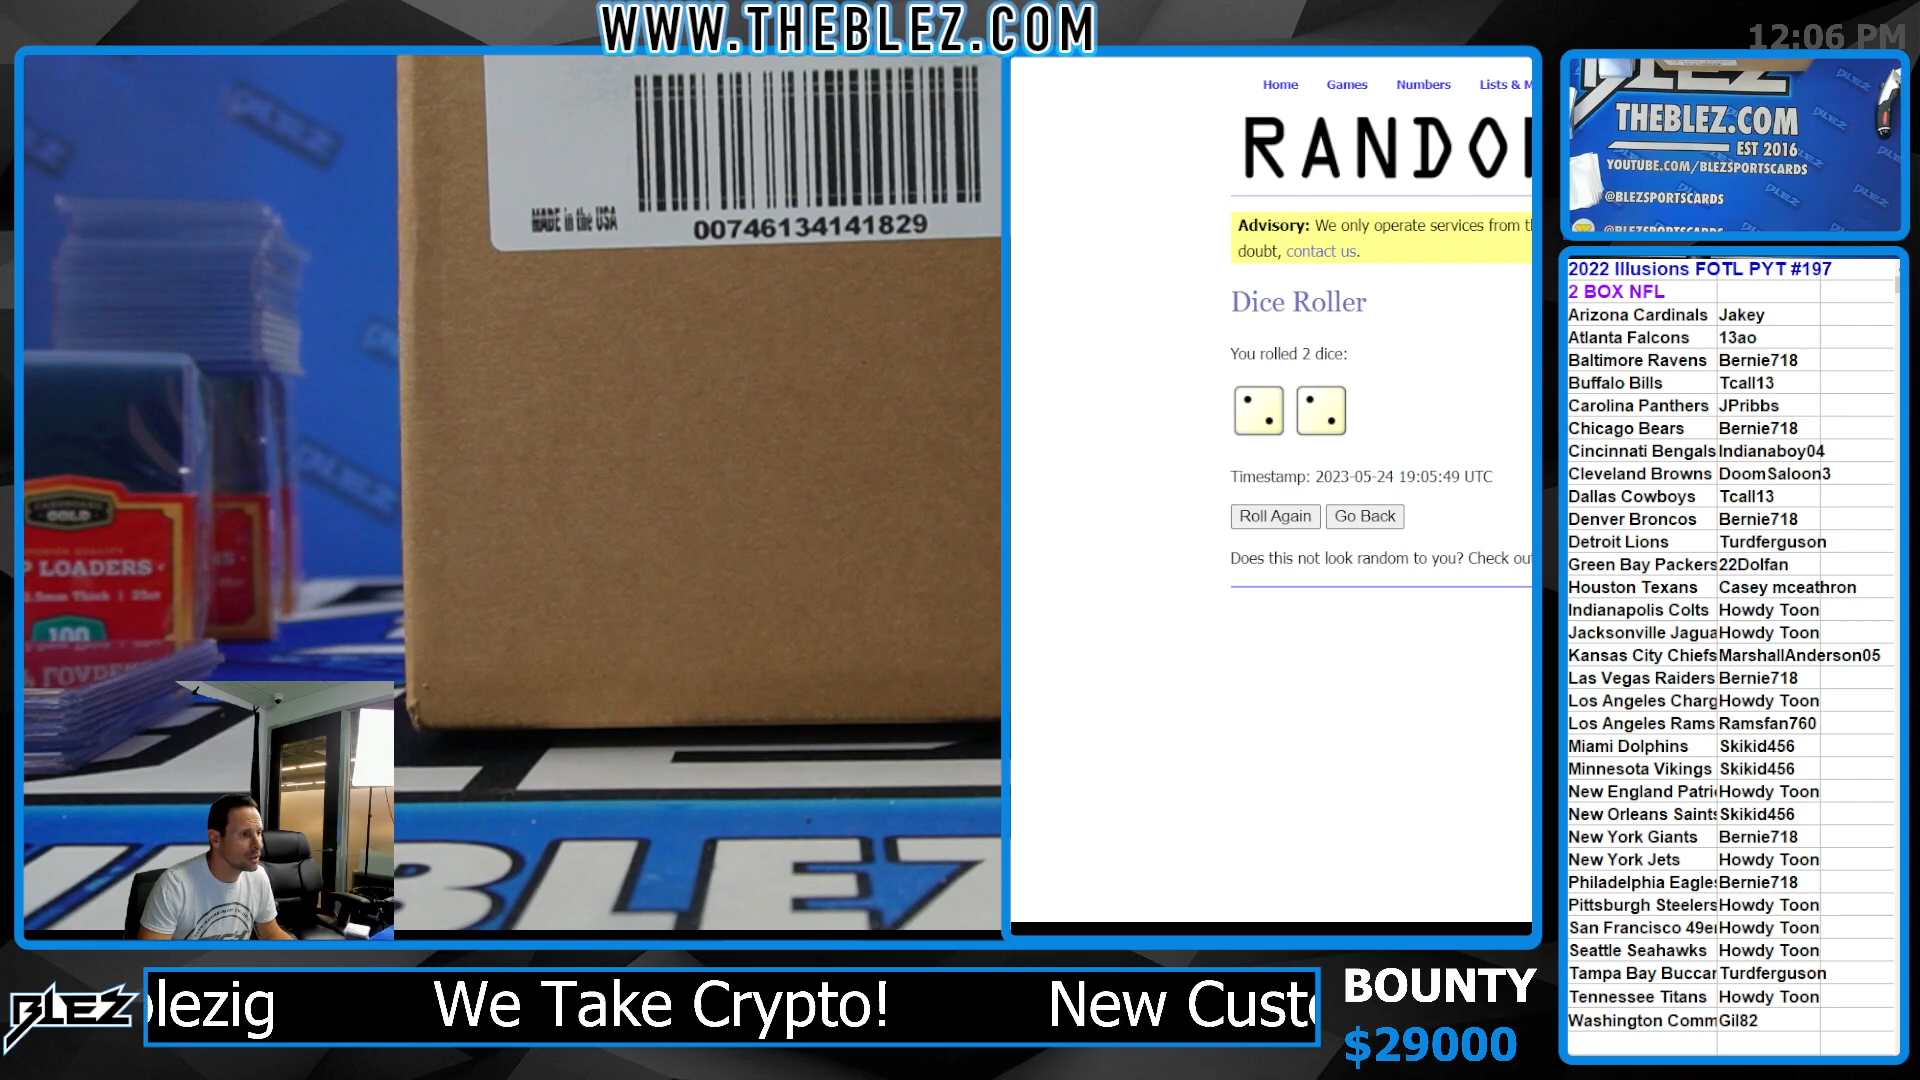 WWW.THEBLEZ.COM
12:06 PM
MADE in the USA
00746134141829
GOLD
LOADERS
100
Home Games Numbers Lists & M
RANDO
Advisory: We only operate services from t
doubt, contact us.
Dice Roller
You rolled 2 dice:
Timestamp: 2023-05-24 19:05:49 UTC
Roll Again Go Back
Does this not look random to you? Check ou
BLEZ
THEBLEZ.COM
EST 2016
YOUTUBE.COM/BLEZSPORTSCARDS
@BLEZSPORTSCARDS
@BLEZSPORTSCARDS
2022 Illusions FOTL PYT #197
2 BOX NFL
Arizona Cardinals Jakey
Atlanta Falcons 13ao
Baltimore Ravens Bernie718
Buffalo Bills Tcall13
Carolina Panthers JPribbs
Chicago Bears Bernie718
Cincinnati Bengals Indianaboy04
Cleveland Browns DoomSaloon3
Dallas Cowboys Tcall13
Denver Broncos Bernie718
Detroit Lions Turdferguson
Green Bay Packers 22Dolfan
Houston Texans Casey mceathron
Indianapolis Colts Howdy Toon
Jacksonville Jagua Howdy Toon
Kansas City Chiefs MarshallAnderson05
Las Vegas Raiders Bernie718
Los Angeles Charg Howdy Toon
Los Angeles Rams Ramsfan760
Miami Dolphins Skikid456
Minnesota Vikings Skikid456
New England Patri Howdy Toon
New Orleans Saints Skikid456
New York Giants Bernie718
New York Jets Howdy Toon
Philadelphia Eagles Bernie718
Pittsburgh Steelers Howdy Toon
San Francisco 49e Howdy Toon
Seattle Seahawks Howdy Toon
Tampa Bay Buccar Turdferguson
Tennessee Titans Howdy Toon
Washington Comm Gil82
BLEZ
BLEZ
lezig We Take Crypto! New Custo
BOUNTY
$29000